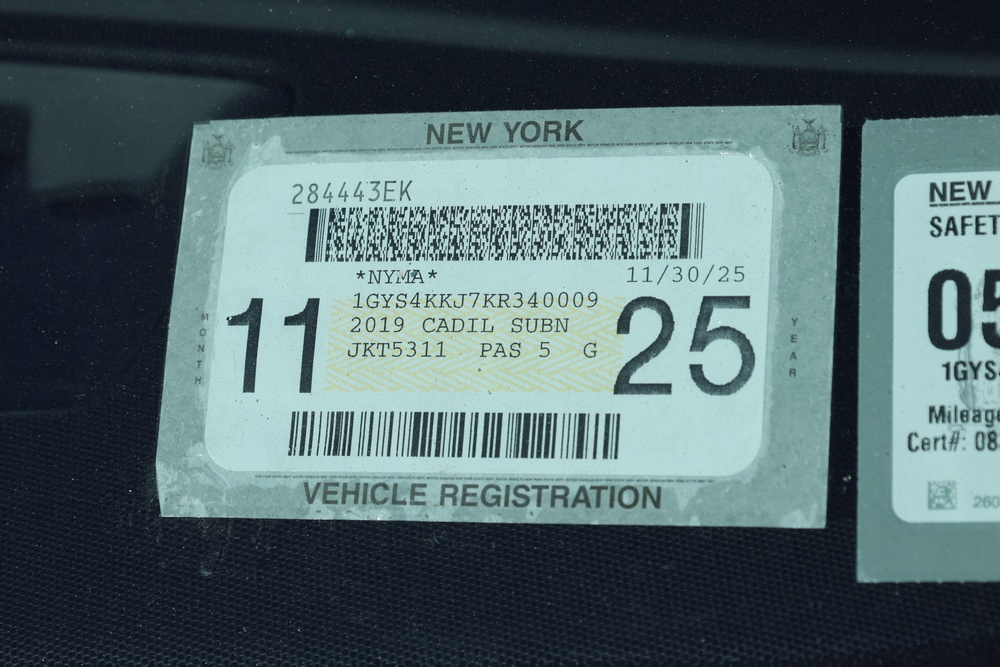 NEW YORK
284443EK
*NYMA* 11/30/25
1GYS4KKJ7KR340009
2019 CADIL SUBN
JKT5311 PAS 5 G
MONTH
11
25
YEAR
VEHICLE REGISTRATION
NEW
SAFET
05
1GYS
Mileage
Cert#: 08
260